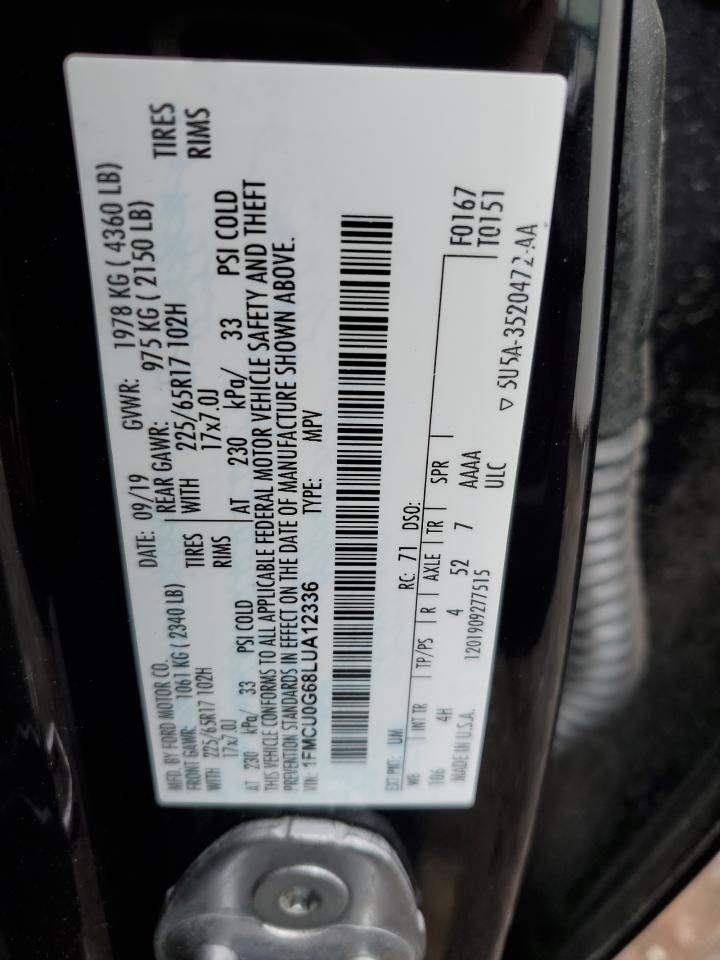 MFD. BY FORD MOTOR CO. DATE: 09/19 GVWR: 1978 KG ( 4360 LB)
FRONT GAWR: 1061 KG ( 2340 LB) REAR GAWR: 975 KG ( 2150 LB)
WITH 225/65R17 102H TIRES WITH 225/65R17 102H TIRES
17x7.0J RIMS 17x7.0J RIMS
AT 230 kPa/ 33 PSI COLD AT 230 kPa/ 33 PSI COLD
THIS VEHICLE CONFORMS TO ALL APPLICABLE FEDERAL MOTOR VEHICLE SAFETY AND THEFT
PREVENTION STANDARDS IN EFFECT ON THE DATE OF MANUFACTURE SHOWN ABOVE.
VIN: 1FMCU0G68LUA12336 TYPE: MPV
EXT PNT: UM RC: 71 DSO:
WB INT TR TP/PS R AXLE TR SPR F0167
106 4H 4 52 7 AAAA T0151
MADE IN U.S.A. 1201909277515 ULC
▽ 5U5A-3520472-AA